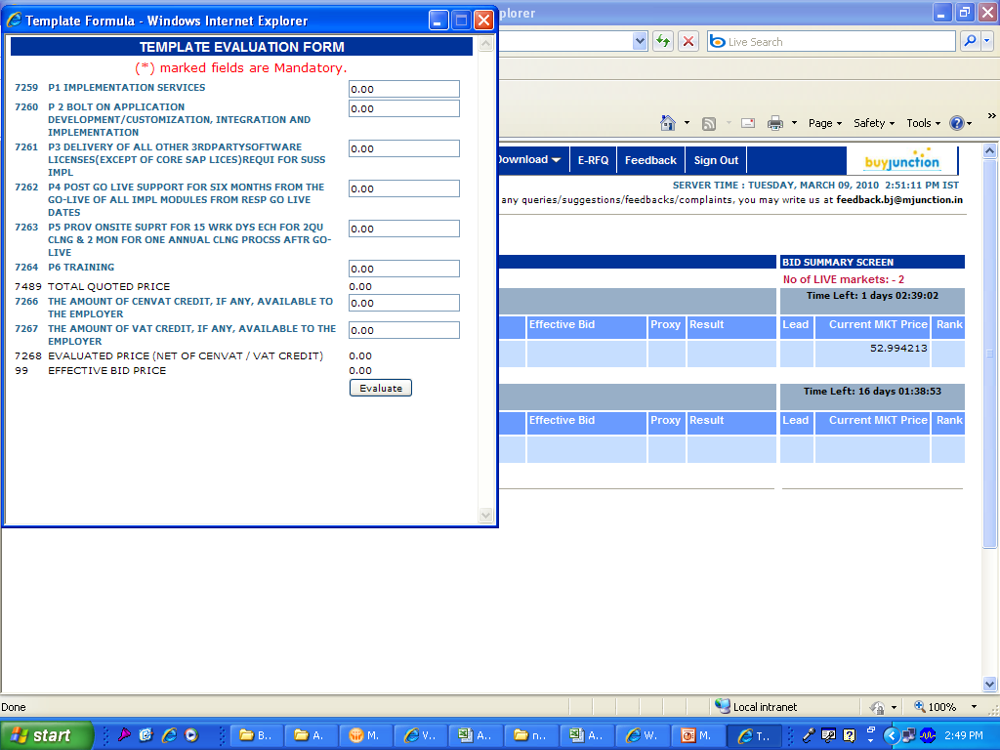 Template Formula - Windows Internet Explorer
plorer
TEMPLATE EVALUATION FORM
(*) marked fields are Mandatory.
7259 P1 IMPLEMENTATION SERVICES 0.00
7260 P 2 BOLT ON APPLICATION 0.00
DEVELOPMENT/CUSTOMIZATION, INTEGRATION AND
IMPLEMENTATION
7261 P3 DELIVERY OF ALL OTHER 3RDPARTYSOFTWARE 0.00
LICENSES(EXCEPT OF CORE SAP LICES)REQUI FOR SUSS
IMPL
7262 P4 POST GO LIVE SUPPORT FOR SIX MONTHS FROM THE 0.00
GO-LIVE OF ALL IMPL MODULES FROM RESP GO LIVE
DATES
7263 P5 PROV ONSITE SUPRT FOR 15 WRK DYS ECH FOR 2QU 0.00
CLNG & 2 MON FOR ONE ANNUAL CLNG PROCSS AFTR GO-
LIVE
7264 P6 TRAINING 0.00
7489 TOTAL QUOTED PRICE 0.00
7266 THE AMOUNT OF CENVAT CREDIT, IF ANY, AVAILABLE TO 0.00
THE EMPLOYER
7267 THE AMOUNT OF VAT CREDIT, IF ANY, AVAILABLE TO THE 0.00
EMPLOYER
7268 EVALUATED PRICE (NET OF CENVAT / VAT CREDIT) 0.00
99 EFFECTIVE BID PRICE 0.00
Evaluate
Live Search
Page Safety Tools
Download E-RFQ Feedback Sign Out
buyjunction
SERVER TIME : TUESDAY, MARCH 09, 2010 2:51:11 PM IST
any queries/suggestions/feedbacks/complaints, you may write us at feedback.bj@mjunction.in
BID SUMMARY SCREEN
No of LIVE markets: - 2
Time Left: 1 days 02:39:02
Effective Bid Proxy Result Lead Current MKT Price Rank
52.994213
Time Left: 16 days 01:38:53
Effective Bid Proxy Result Lead Current MKT Price Rank
Done Local intranet 100%
start B.. A.. M. V.. A.. n.. A.. W. M. T.. 2:49 PM